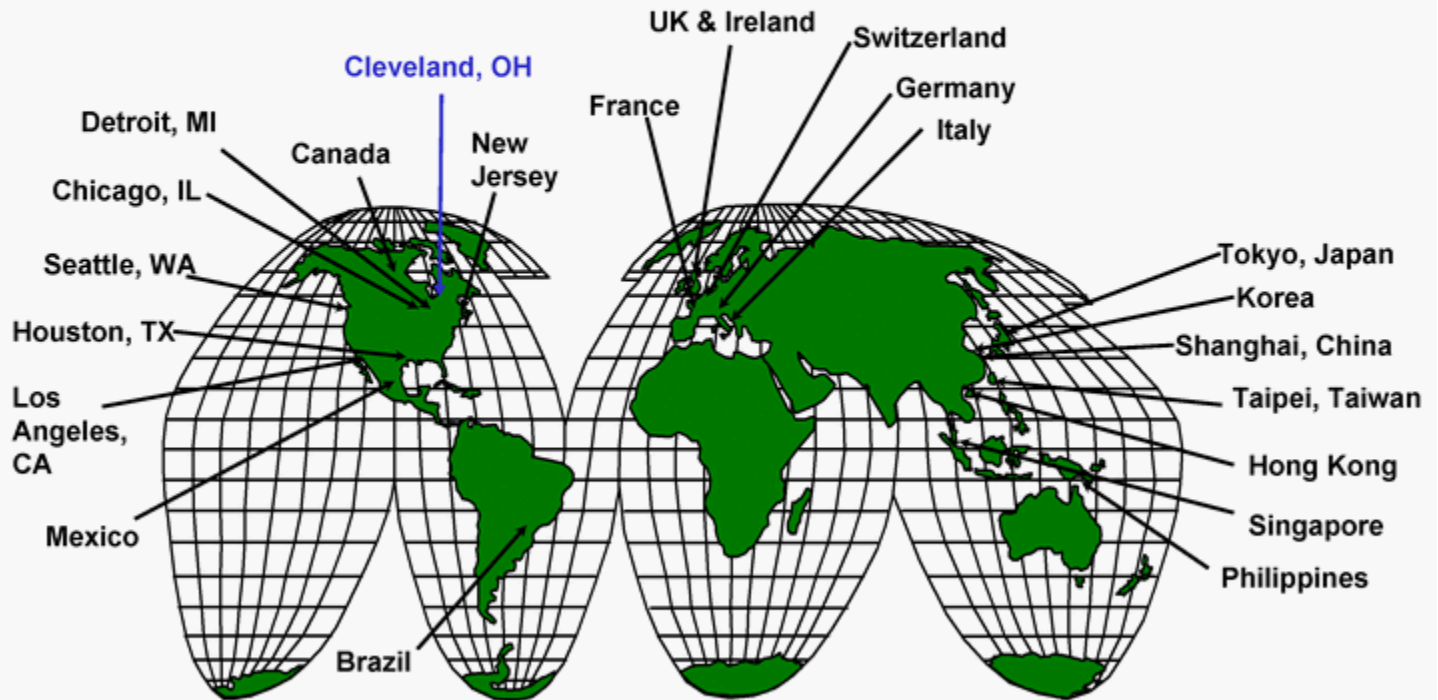 UK & Ireland
Switzerland
Cleveland, OH
Germany
France
Italy
Detroit, MI
New
Jersey
Canada
Chicago, IL
Seattle, WA
Tokyo, Japan
Korea
Houston, TX
Shanghai, China
Los
Angeles,
CA
Taipei, Taiwan
Hong Kong
Mexico
Singapore
Philippines
Brazil